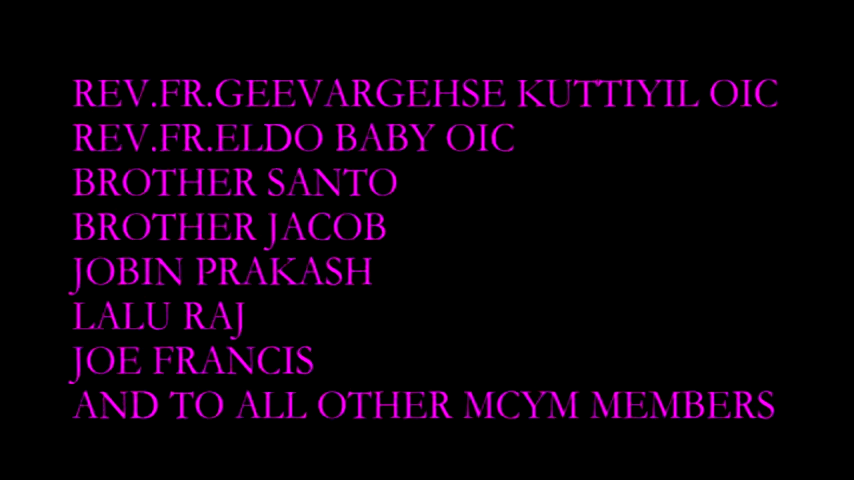 REV.FR.GEEVARGEHSE KUTTIYIL OIC
REV.FR.ELDO BABY OIC
BROTHER SANTO
BROTHER JACOB
JOBIN PRAKASH
LALU RAJ
JOE FRANCIS
AND TO ALL OTHER MCYM MEMBERS